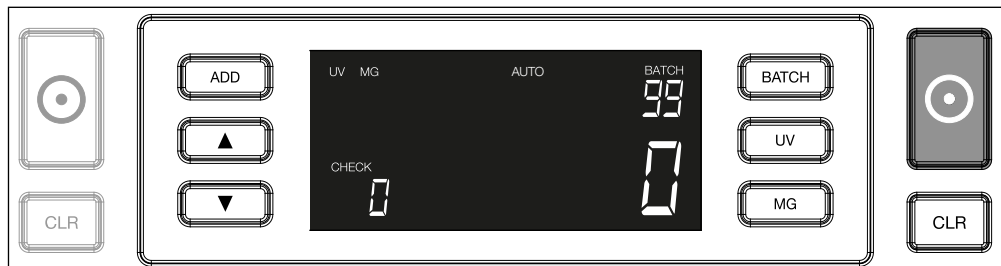 ADD
UV MG AUTO BATCH
99
BATCH
UV
CHECK
0
0
MG
CLR
CLR